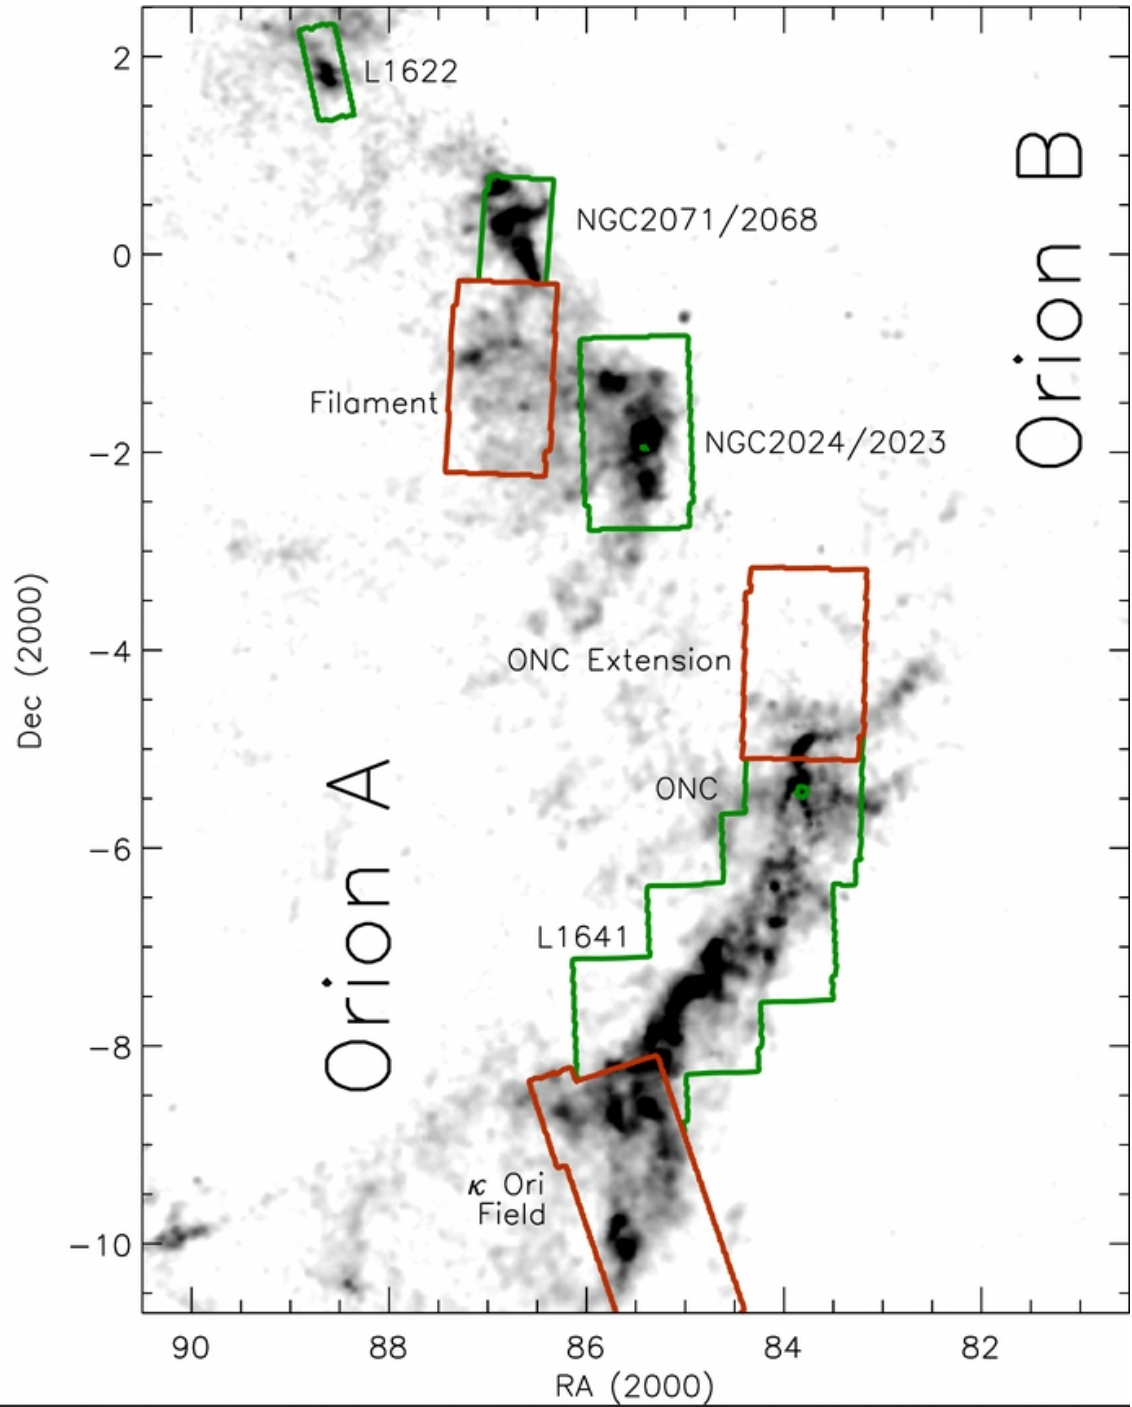 2
L1622
Orion B
NGC2071/2068
0
Filament
NGC2024/2023
−2
Dec (2000)
−4
ONC Extension
ONC
Orion A
−6
L1641
−8
κ Ori
Field
−10
90 88 86 84 82
RA (2000)